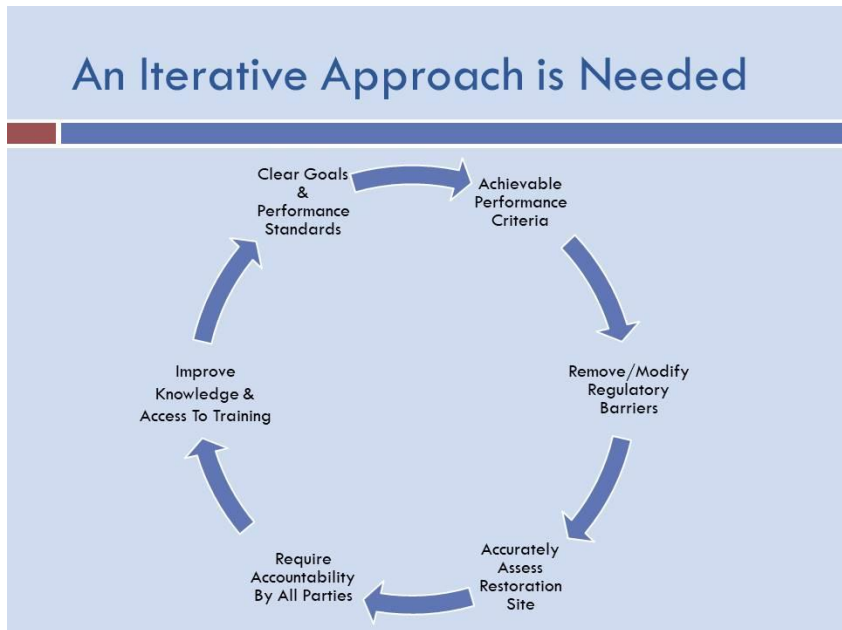 An Iterative Approach is Needed
Clear Goals
&
Performance
Standards
Achievable
Performance
Criteria
Remove/Modify
Regulatory
Barriers
Accurately
Assess
Restoration
Site
Require
Accountability
By All Parties
Improve
Knowledge &
Access To Training